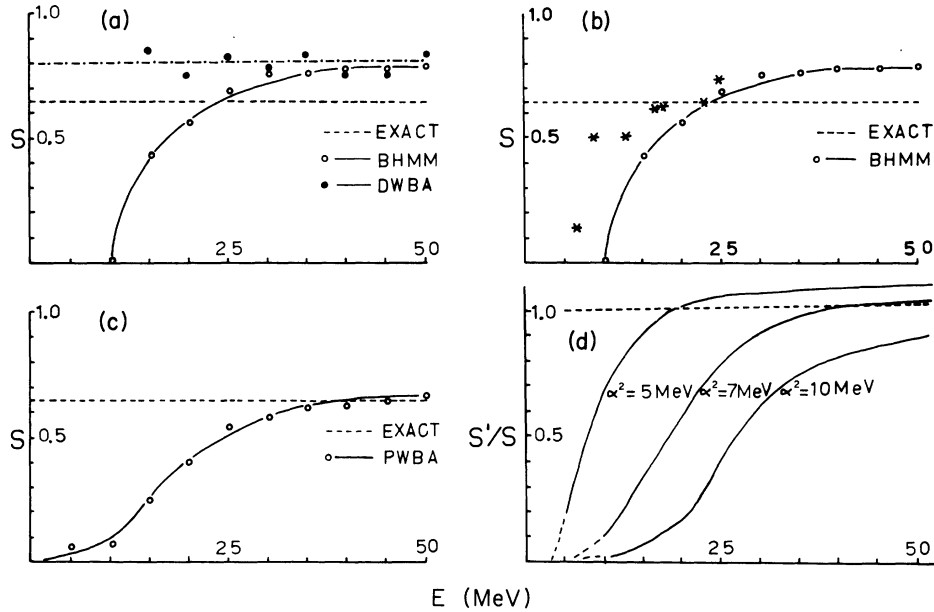 1.0
(a)
S
0.5
---- EXACT
o — BHMM
• — DWBA
25
50
1.0
(b)
S
0.5
---- EXACT
o — BHMM
25
50
1.0
(c)
S
0.5
---- EXACT
o — PWBA
25
50
1.0
(d)
α²= 5 MeV
α²= 7 MeV
α²= 10 MeV
S'/S
0.5
25
50
E (MeV)